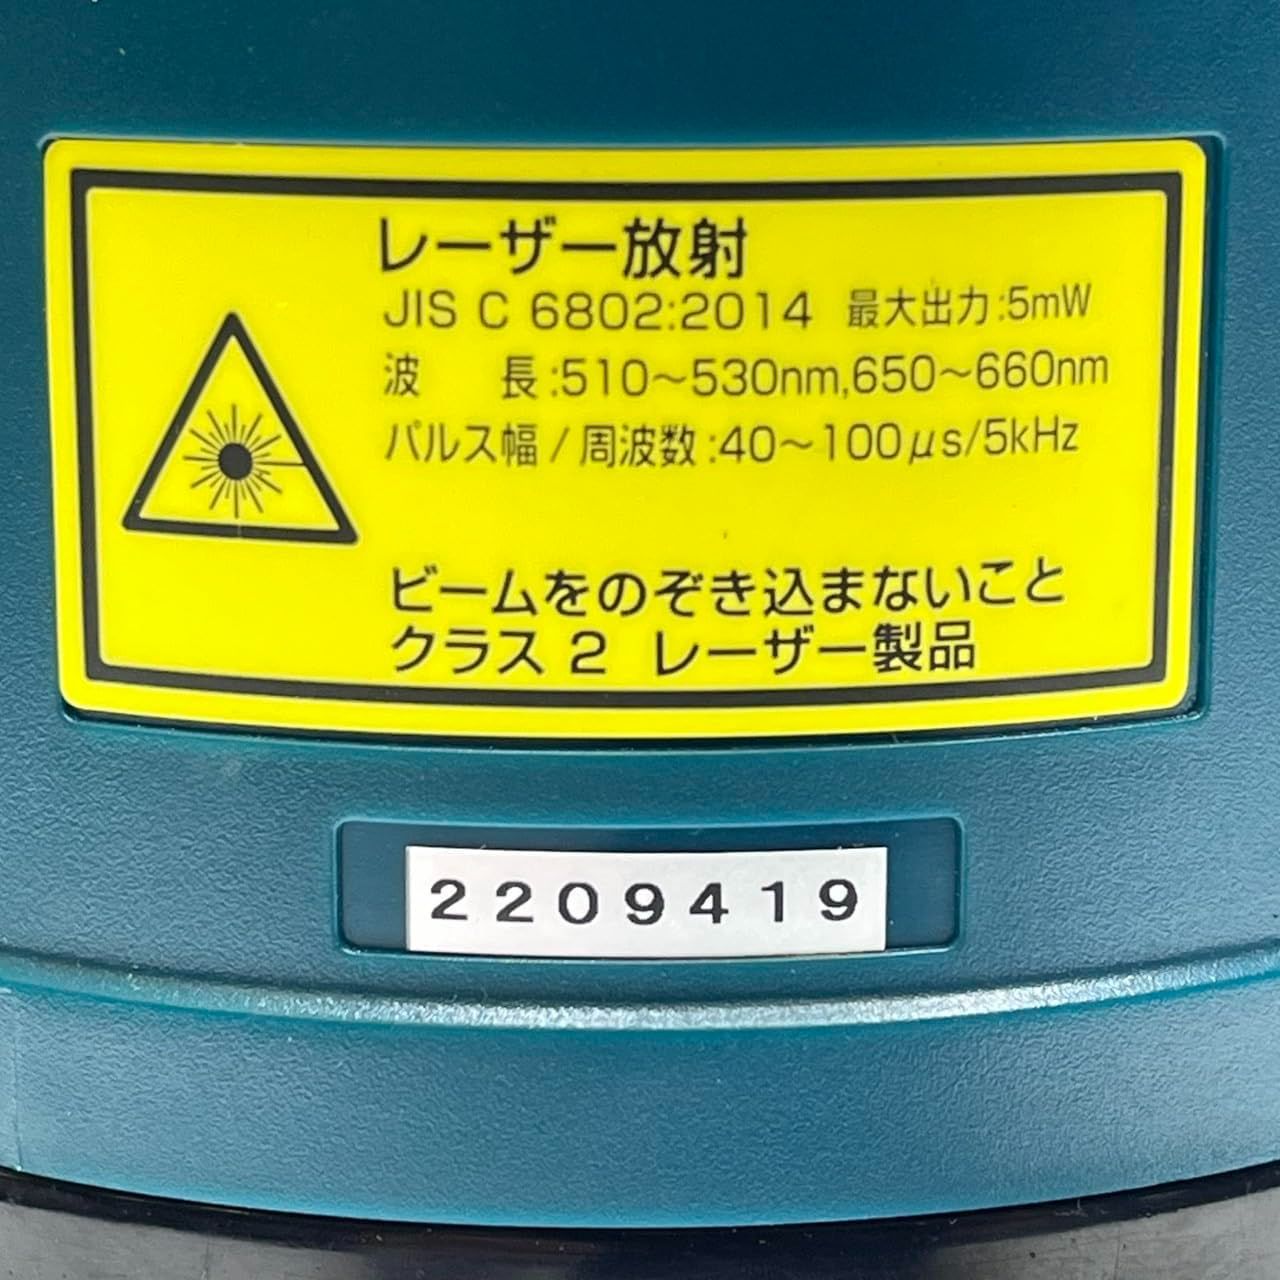 レーザー放射
JIS C 6802:2014 最大出力:5mW
波 長:510～530nm,650～660nm
パルス幅 / 周波数:40～100μs/5kHz
ビームをのぞき込まないこと
クラス 2 レーザー製品
2209419